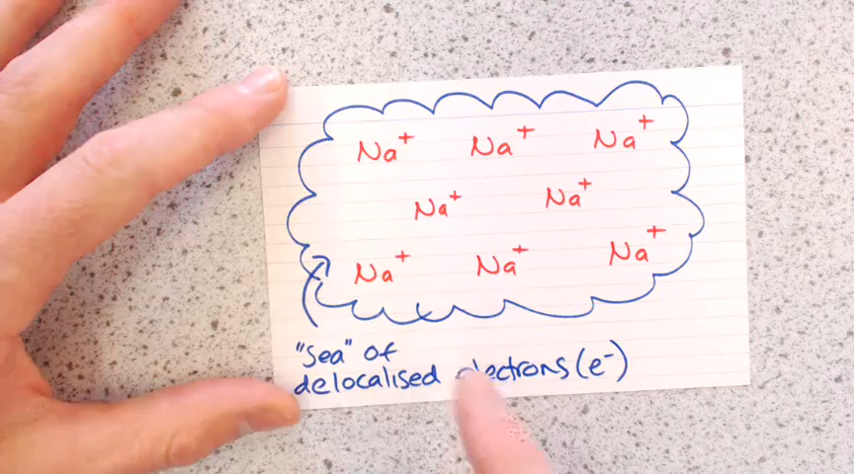 Na+ Na+ Na+
Na+ Na+
Na+ Na+ Na+
"Sea" of
delocalised electrons (e-)